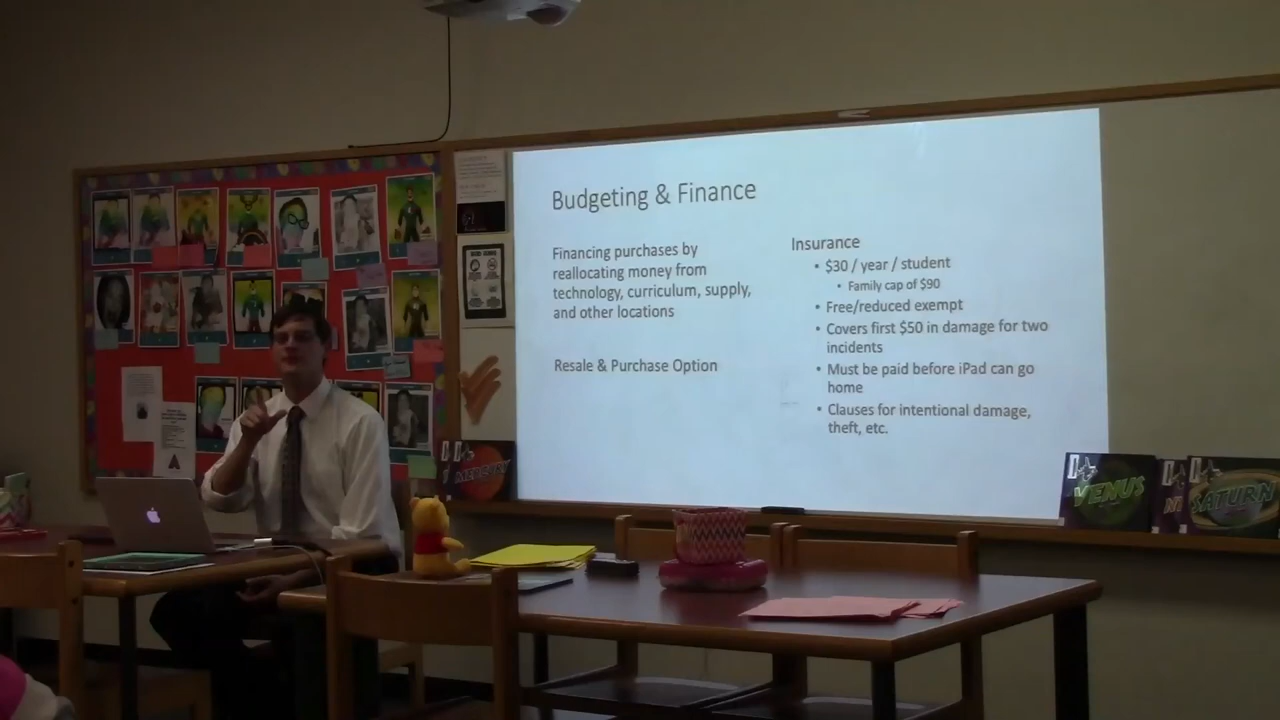 Budgeting & Finance
Financing purchases by
reallocating money from
technology, curriculum, supply,
and other locations
Resale & Purchase Option
Insurance
• $30 / year / student
• Family cap of $90
• Free/reduced exempt
• Covers first $50 in damage for two
incidents
• Must be paid before iPad can go
home
• Clauses for intentional damage,
theft, etc.
MERCURY
VENUS
SATURN